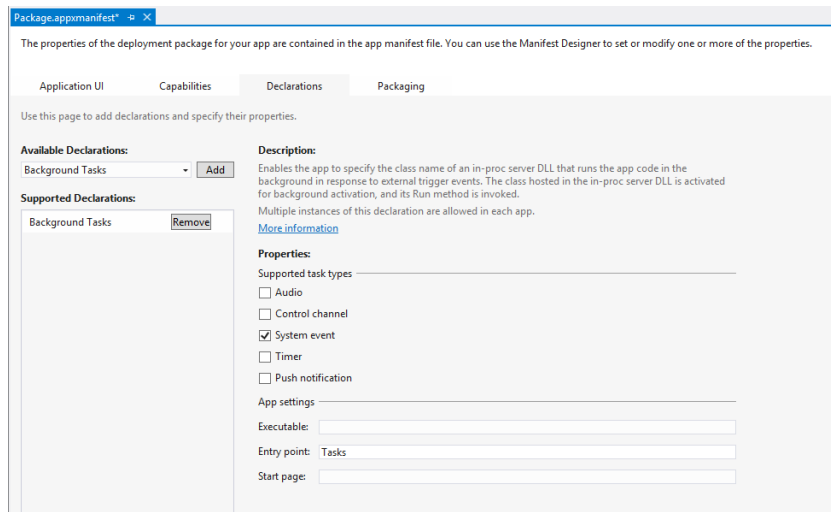 Package.appxmanifest*
The properties of the deployment package for your app are contained in the app manifest file. You can use the Manifest Designer to set or modify one or more of the properties.
Application UI Capabilities Declarations Packaging
Use this page to add declarations and specify their properties.
Available Declarations:
Background Tasks Add
Supported Declarations:
Background Tasks Remove
Description:
Enables the app to specify the class name of an in-proc server DLL that runs the app code in the
background in response to external trigger events. The class hosted in the in-proc server DLL is activated
for background activation, and its Run method is invoked.
Multiple instances of this declaration are allowed in each app.
More information
Properties:
Supported task types
Audio
Control channel
System event
Timer
Push notification
App settings
Executable:
Entry point: Tasks
Start page: